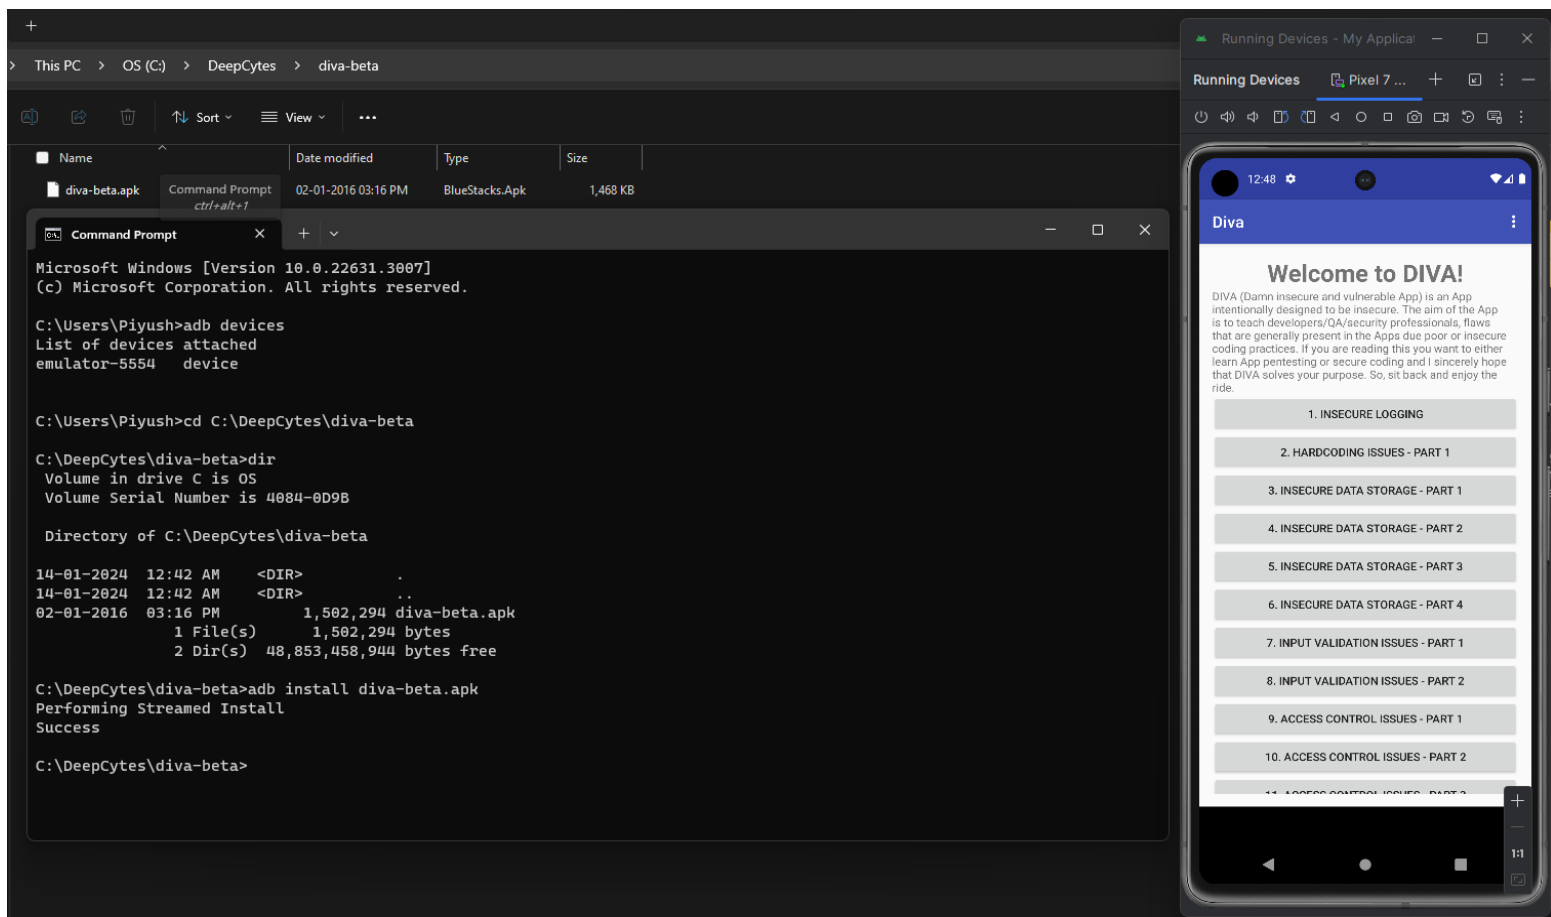 This PC > OS (C:) > DeepCytes > diva-beta
Sort
View
Name
Date modified
Type
Size
diva-beta.apk
02-01-2016 03:16 PM
BlueStacks.Apk
1,468 KB
Command Prompt
ctrl+alt+1
Command Prompt
Microsoft Windows [Version 10.0.22631.3007]
(c) Microsoft Corporation. All rights reserved.
C:\Users\Piyush>adb devices
List of devices attached
emulator-5554   device
C:\Users\Piyush>cd C:\DeepCytes\diva-beta
C:\DeepCytes\diva-beta>dir
Volume in drive C is OS
Volume Serial Number is 4084-0D9B
Directory of C:\DeepCytes\diva-beta
14-01-2024  12:42 AM    <DIR>          .
14-01-2024  12:42 AM    <DIR>          ..
02-01-2016  03:16 PM         1,502,294 diva-beta.apk
1 File(s)      1,502,294 bytes
2 Dir(s)  48,853,458,944 bytes free
C:\DeepCytes\diva-beta>adb install diva-beta.apk
Performing Streamed Install
Success
C:\DeepCytes\diva-beta>
Running Devices - My Applicat
Running Devices
Pixel 7 ...
12:48
Diva
Welcome to DIVA!
DIVA (Damn insecure and vulnerable App) is an App
intentionally designed to be insecure. The aim of the App
is to teach developers/QA/security professionals, flaws
that are generally present in the Apps due poor or insecure
coding practices. If you are reading this you want to either
learn App pentesting or secure coding and I sincerely hope
that DIVA solves your purpose. So, sit back and enjoy the
ride.
1. INSECURE LOGGING
2. HARDCODING ISSUES - PART 1
3. INSECURE DATA STORAGE - PART 1
4. INSECURE DATA STORAGE - PART 2
5. INSECURE DATA STORAGE - PART 3
6. INSECURE DATA STORAGE - PART 4
7. INPUT VALIDATION ISSUES - PART 1
8. INPUT VALIDATION ISSUES - PART 2
9. ACCESS CONTROL ISSUES - PART 1
10. ACCESS CONTROL ISSUES - PART 2
11. ACCESS CONTROL ISSUES - PART 3
1:1